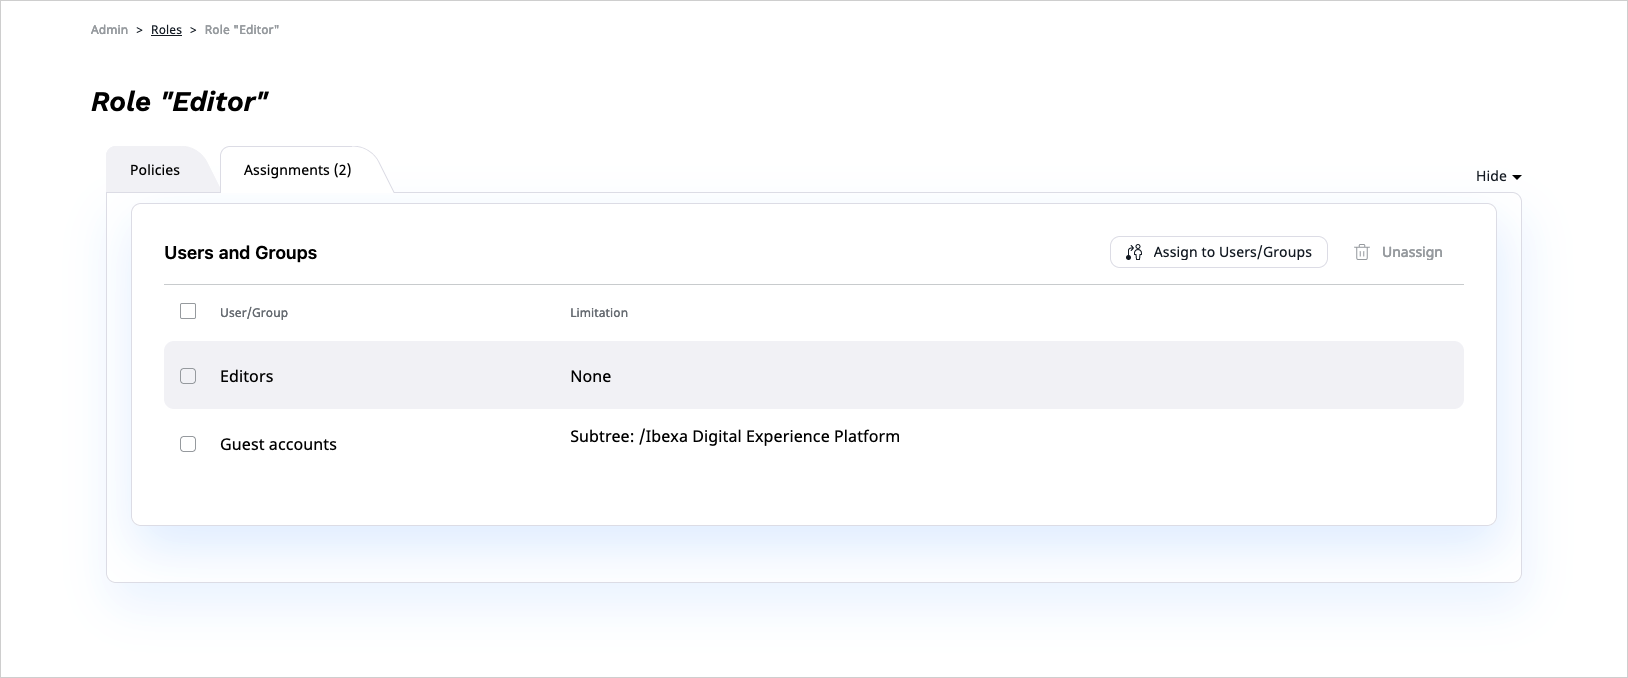 Admin > Roles > Role "Editor"
Role "Editor"
Policies
Assignments (2)
Hide
Users and Groups
Assign to Users/Groups
Unassign
User/Group
Limitation
Editors
None
Guest accounts
Subtree: /Ibexa Digital Experience Platform